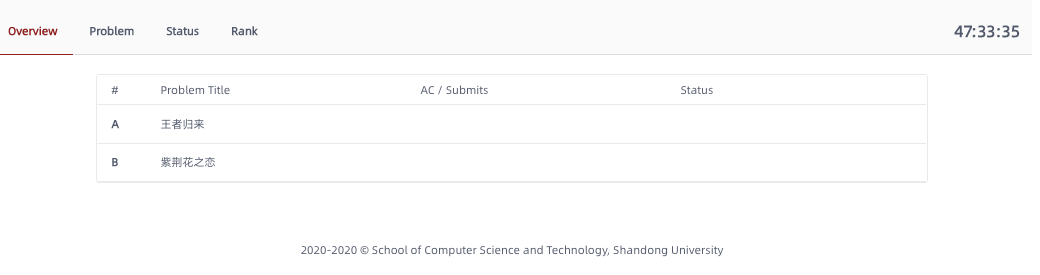 Overview Problem Status Rank 47:33:35
# Problem Title AC / Submits Status
A 王者归来
B 紫荆花之恋
2020-2020 © School of Computer Science and Technology, Shandong University